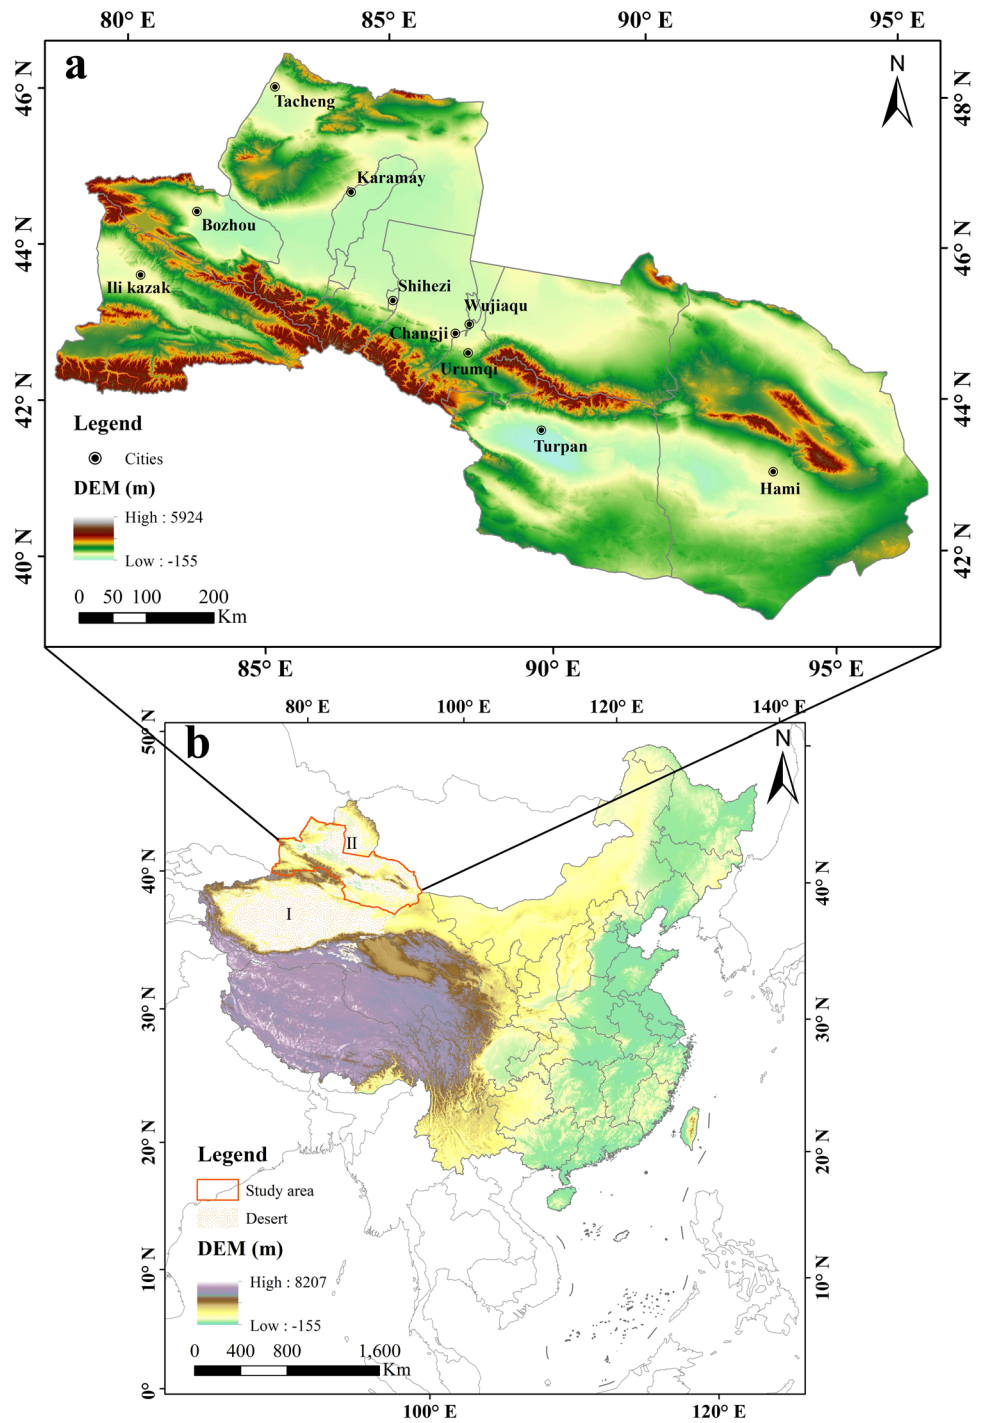 80° E 85° E 90° E 95° E
a
N
46° N
48° N
Tacheng
Karamay
Bozhou
44° N
46° N
Ili kazak
Shihezi
Wujiaqu
Changji
Urumqi
42° N
44° N
Legend
Turpan
Cities
Hami
DEM (m)
High : 5924
Low : -155
40° N
42° N
0 50 100 200
Km
85° E 90° E 95° E
80° E 100° E 120° E 140° E
50° N
b
N
II
40° N
40° N
I
30° N
30° N
20° N
20° N
Legend
Study area
Desert
DEM (m)
High : 8207
Low : -155
10° N
10° N
0 400 800 1,600
Km
0°
100° E 120° E